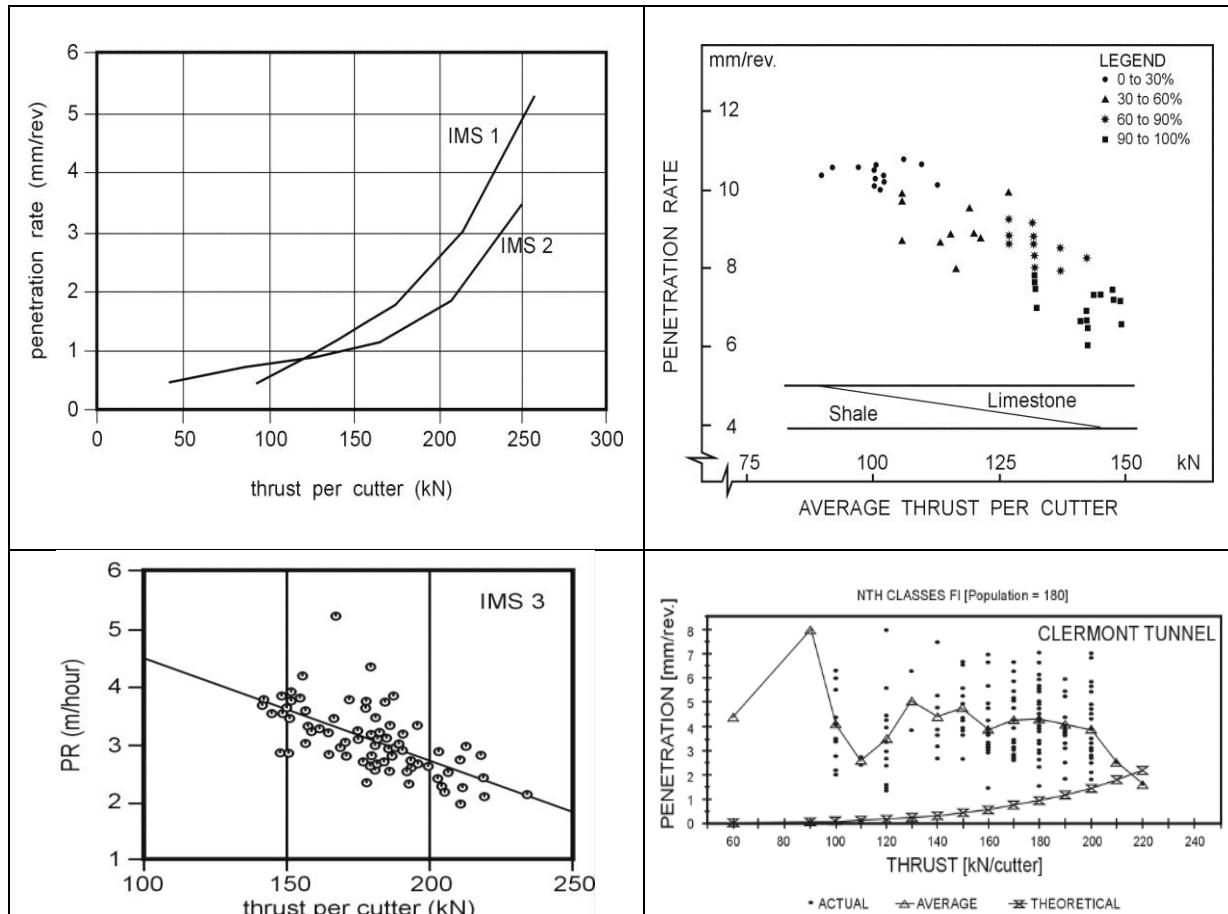 6
5
4
3
2
1
0
penetration rate (mm/rev)
IMS 1
IMS 2
0 50 100 150 200 250 300
thrust per cutter (kN)
mm/rev.
LEGEND
0 to 30%
30 to 60%
60 to 90%
90 to 100%
12
10
8
6
4
PENETRATION RATE
Limestone
Shale
75 100 125 150 kN
AVERAGE THRUST PER CUTTER
6
5
4
3
2
1
PR (m/hour)
IMS 3
100 150 200 250
thrust per cutter (kN)
NTH CLASSES FI [Population = 180]
CLERMONT TUNNEL
8
7
6
5
4
3
2
1
0
PENETRATION [mm/rev.]
60 80 100 120 140 160 180 200 220 240
THRUST [kN/cutter]
ACTUAL AVERAGE THEORETICAL